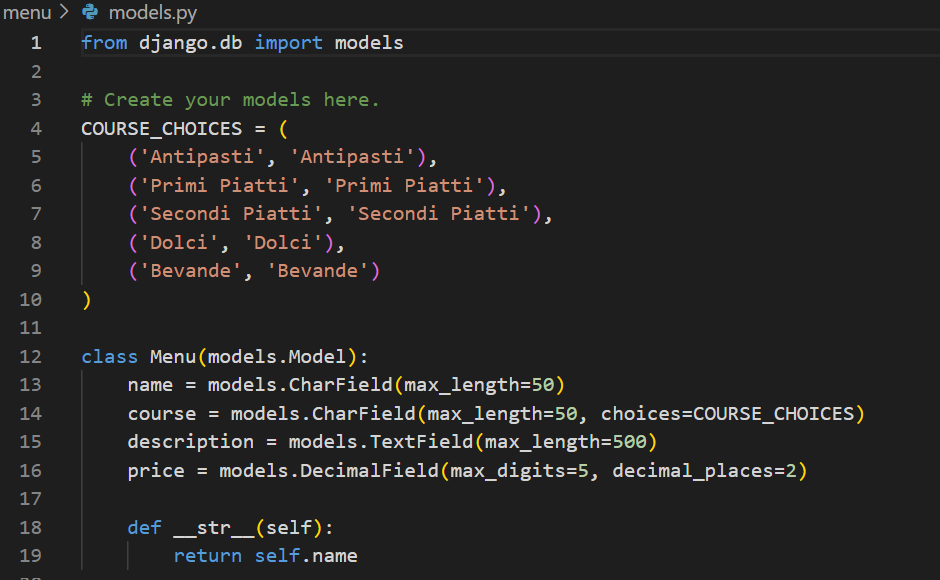 menu > models.py
1 from django.db import models
2
3 # Create your models here.
4 COURSE_CHOICES = (
5     ('Antipasti', 'Antipasti'),
6     ('Primi Piatti', 'Primi Piatti'),
7     ('Secondi Piatti', 'Secondi Piatti'),
8     ('Dolci', 'Dolci'),
9     ('Bevande', 'Bevande')
10 )
11
12 class Menu(models.Model):
13     name = models.CharField(max_length=50)
14     course = models.CharField(max_length=50, choices=COURSE_CHOICES)
15     description = models.TextField(max_length=500)
16     price = models.DecimalField(max_digits=5, decimal_places=2)
17
18     def __str__(self):
19         return self.name